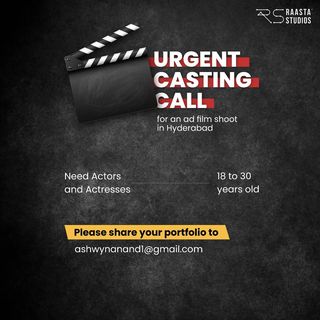 RAASTA
STUDIOS
URGENT
CASTING
CALL
for an ad film shoot
in Hyderabad
Need Actors
and Actresses
18 to 30
years old
Please share your portfolio to
ashwynanand1@gmail.com